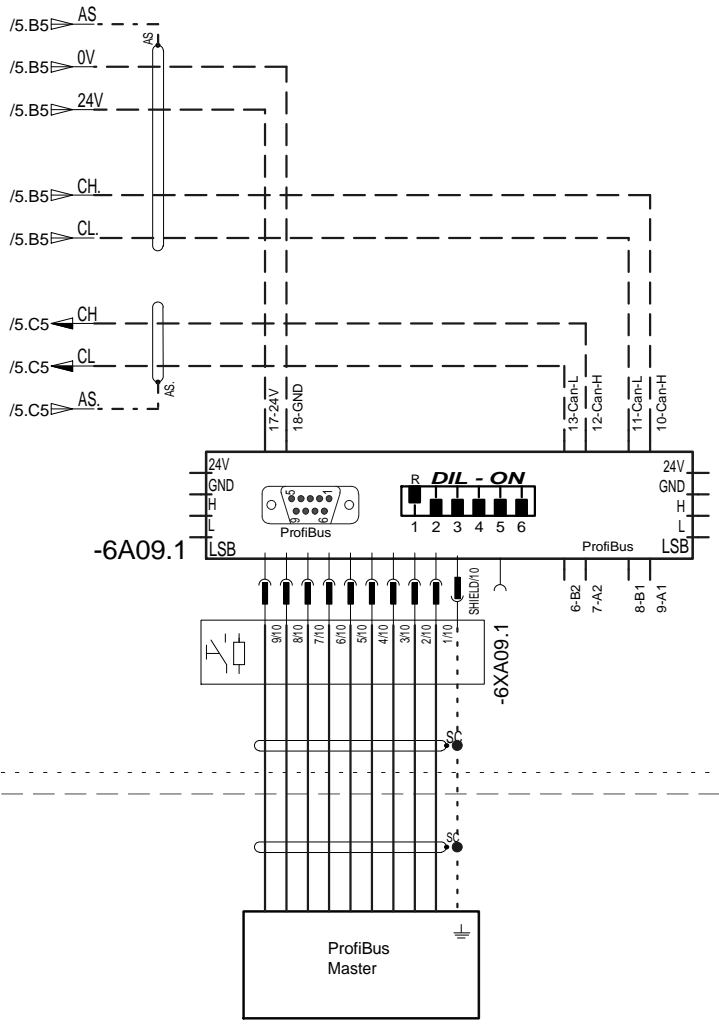 /5.B5 AS
AS
/5.B5 0V
/5.B5 24V
/5.B5 CH.
/5.B5 CL.
/5.C5 CH
/5.C5 CL
/5.C5 AS.
AS.
17-24V
18-GND
13-Can-L
12-Can-H
11-Can-L
10-Can-H
24V
GND
H
L
LSB
-6A09.1
5 1
9 6
ProfiBus
R DIL - ON
1 2 3 4 5 6
ProfiBus
24V
GND
H
L
LSB
6-B2
7-A2
8-B1
9-A1
9/10
8/10
7/10
6/10
5/10
4/10
3/10
2/10
1/10
SHIELD/10
-6XA09.1
SC
SC
ProfiBus
Master